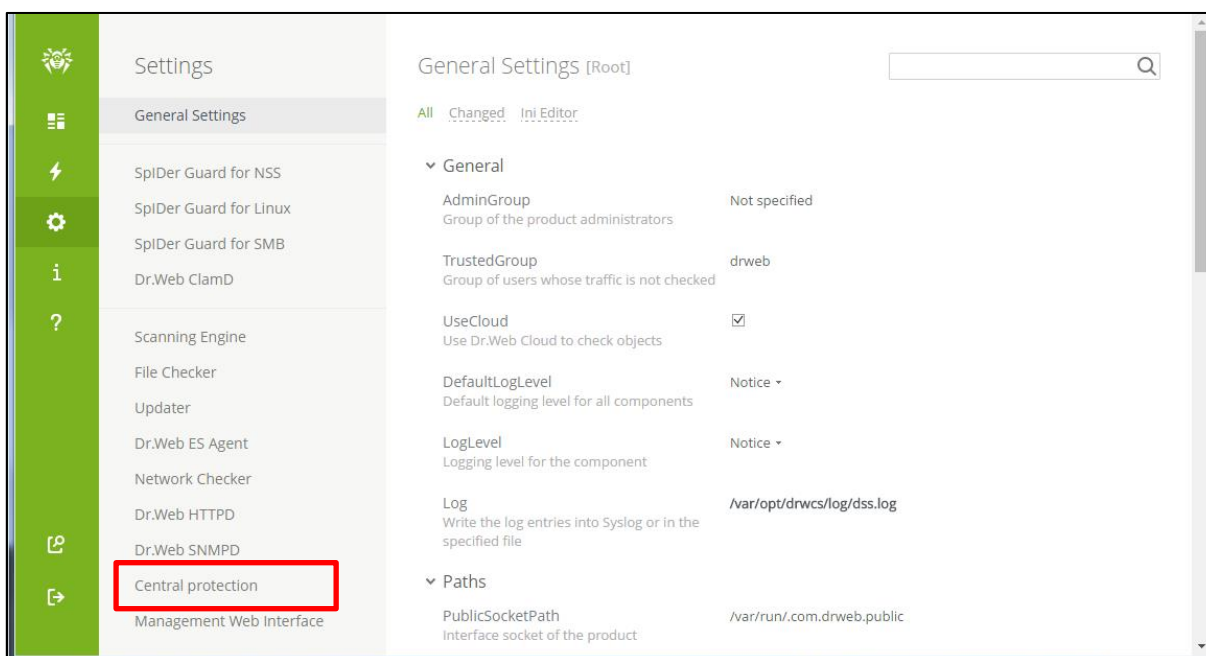 Settings
General Settings
SpIDer Guard for NSS
SpIDer Guard for Linux
SpIDer Guard for SMB
Dr.Web ClamD
Scanning Engine
File Checker
Updater
Dr.Web ES Agent
Network Checker
Dr.Web HTTPD
Dr.Web SNMPD
Central protection
Management Web Interface
General Settings [Root]
All Changed Ini Editor
General
AdminGroup Not specified
Group of the product administrators
TrustedGroup drweb
Group of users whose traffic is not checked
UseCloud
Use Dr.Web Cloud to check objects
DefaultLogLevel Notice
Default logging level for all components
LogLevel Notice
Logging level for the component
Log /var/opt/drwcs/log/dss.log
Write the log entries into Syslog or in the
specified file
Paths
PublicSocketPath /var/run/.com.drweb.public
Interface socket of the product